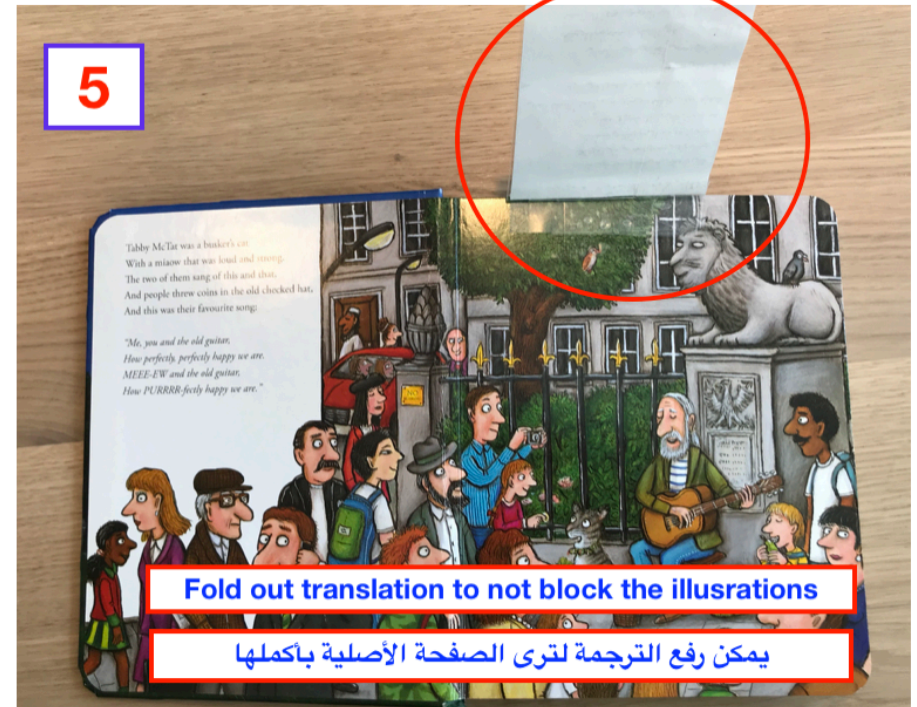 5
Tabby McTat was a busker's cat
With a miaow that was loud and strong.
The two of them sang of this and that,
And people threw coins in the old checked hat,
And this was their favourite song:
"Me, you and the old guitar,
How perfectly, perfectly happy we are.
MEEE-EW and the old guitar,
How PURRRR-fectly happy we are."
NO
Fold out translation to not block the illusrations
يمكن رفع الترجمة لترى الصفحة الأصلية بأكملها